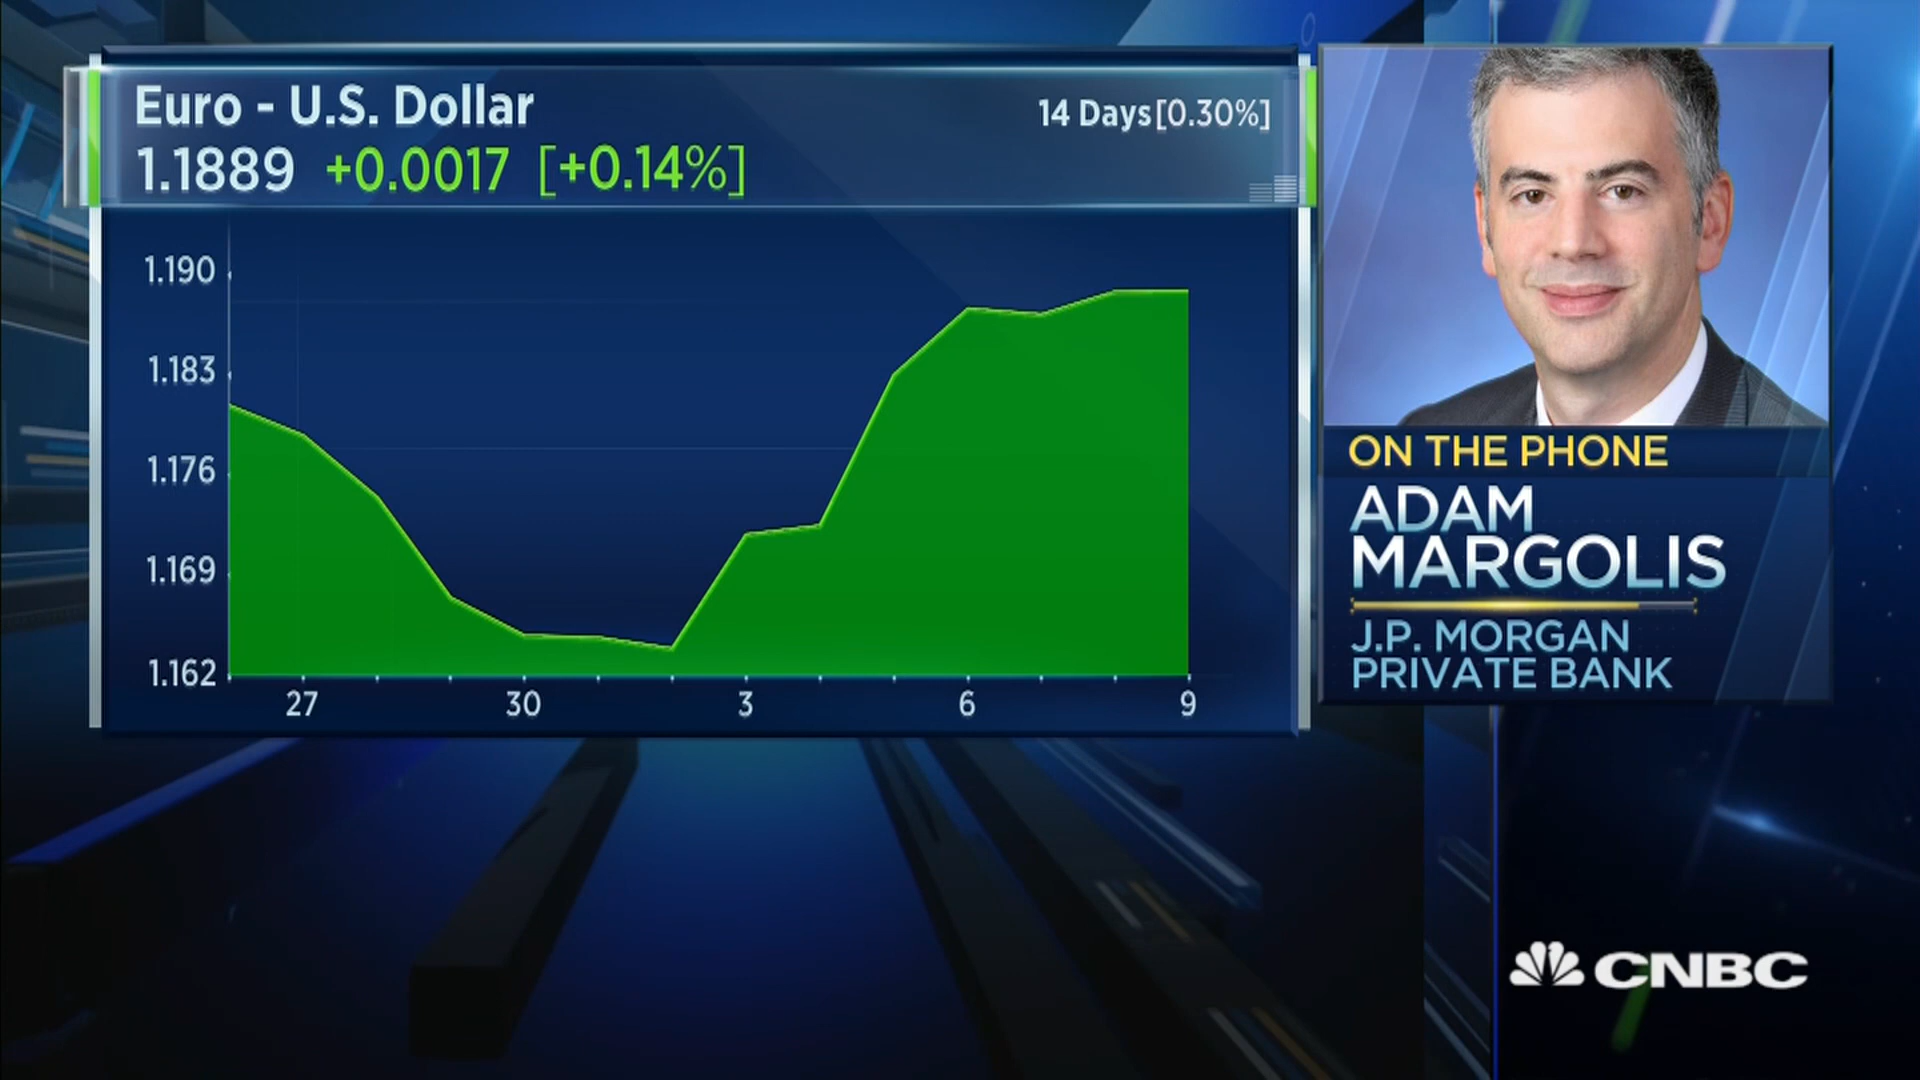 Euro - U.S. Dollar
14 Days[0.30%]
1.1889 +0.0017 [+0.14%]
1.190
1.183
1.176
1.169
1.162
27 30 3 6 9
ON THE PHONE
ADAM
MARGOLIS
J.P. MORGAN
PRIVATE BANK
CNBC